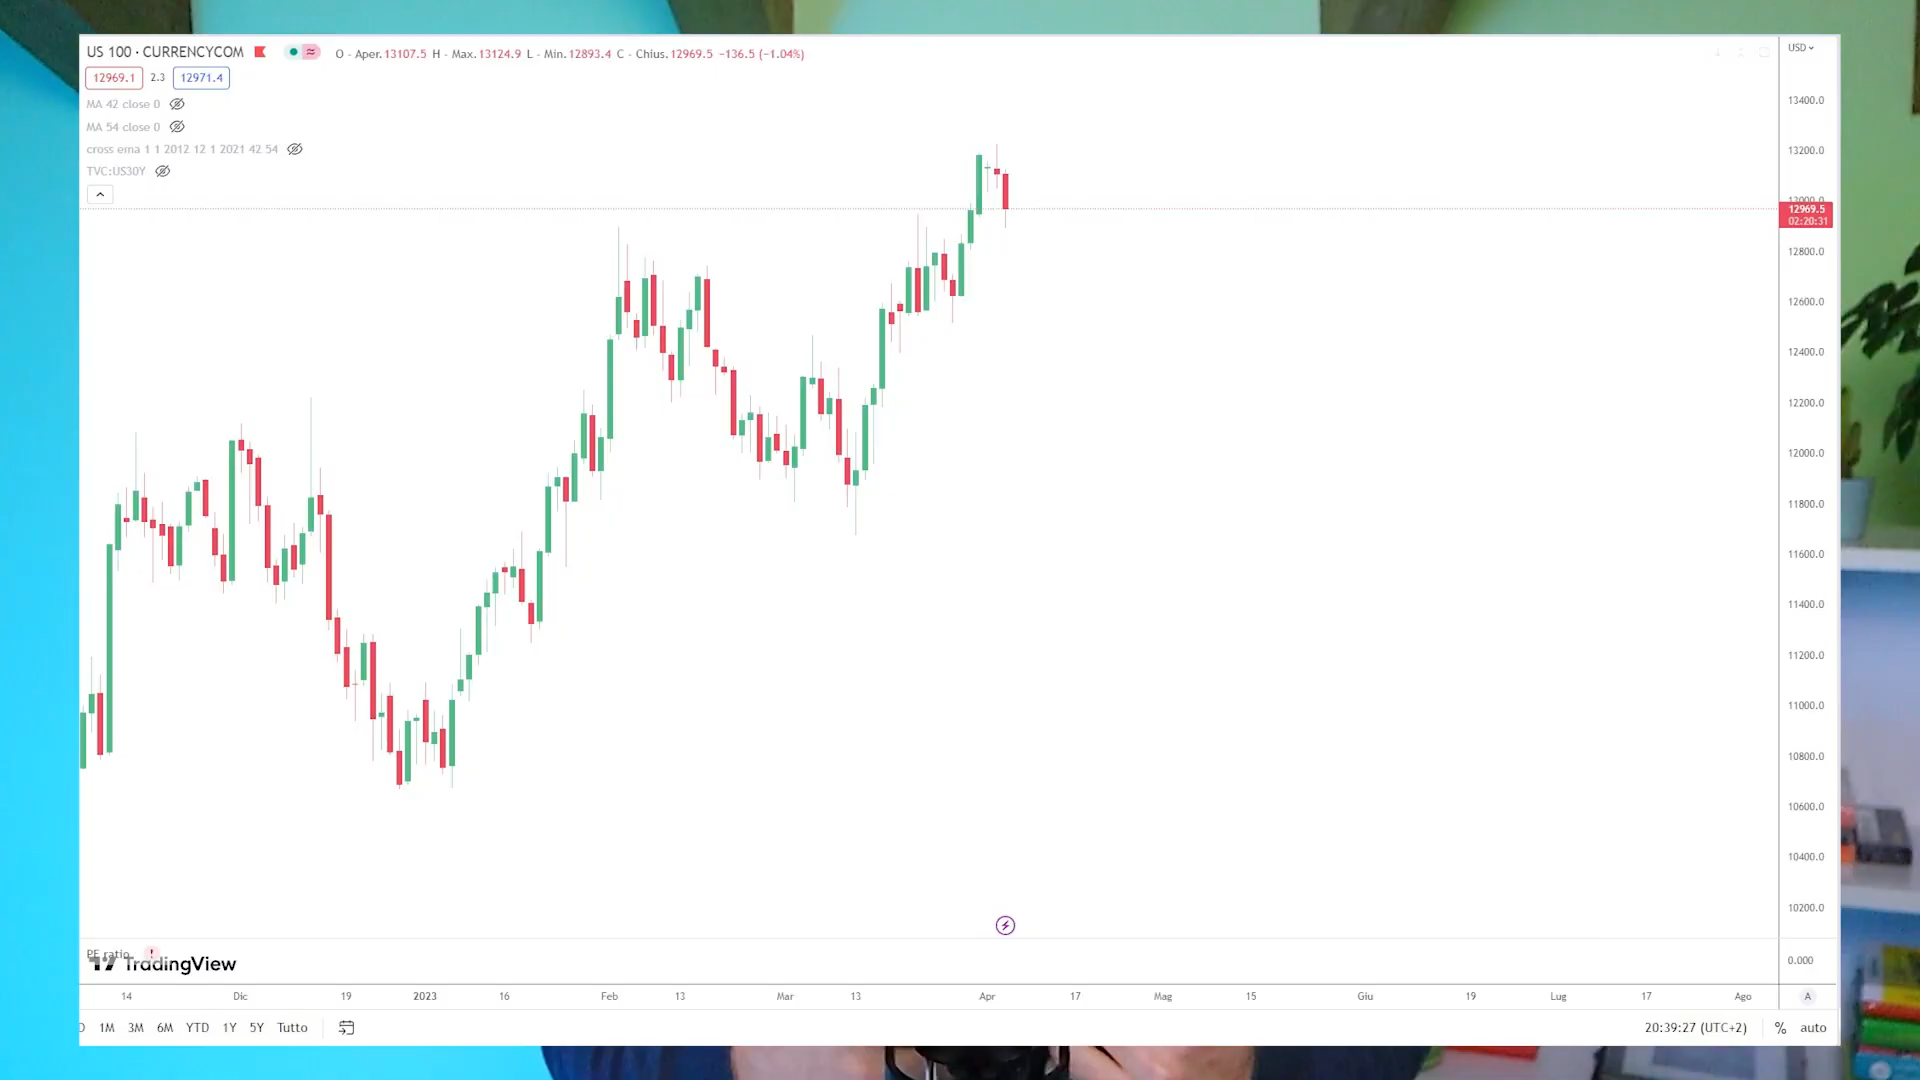 US 100 · CURRENCYCOM O - Aper.13107.5 H - Max.13124.9 L - Min.12893.4 C - Chius.12969.5 −136.5 (−1.04%)
USD
12969.1 2.3 12971.4
MA 42 close 0
MA 54 close 0
cross ema 1 1 2012 12 1 2021 42 54
TVC:US30Y
13400.0
13200.0
13000.0
12969.5
02:20:31
12800.0
12600.0
12400.0
12200.0
12000.0
11800.0
11600.0
11400.0
11200.0
11000.0
10800.0
10600.0
10400.0
10200.0
PE ratio
TradingView
0.000
14 Dic 19 2023 16 Feb 13 Mar 13 Apr 17 Mag 15 Giu 19 Lug 17 Ago A
1M 3M 6M YTD 1Y 5Y Tutto 20:39:27 (UTC+2) % auto